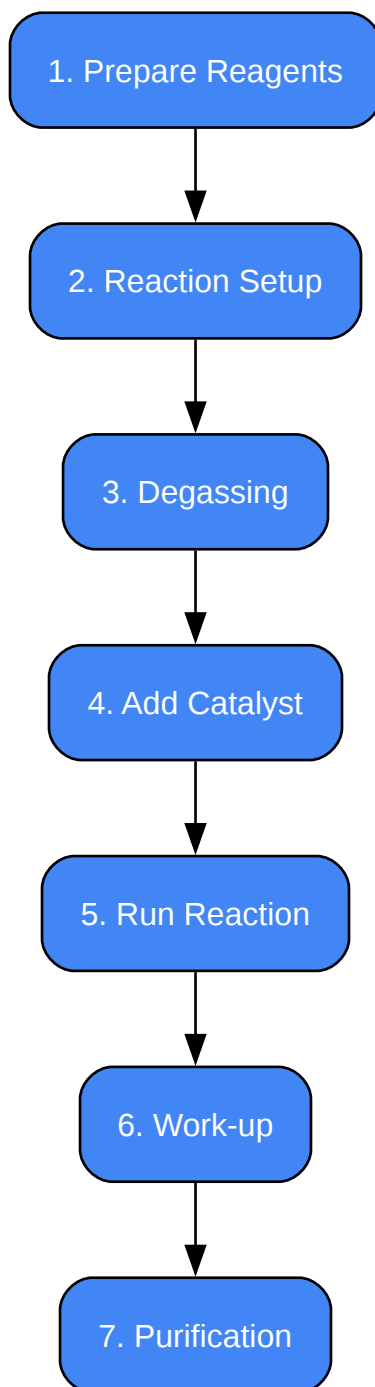 1. Prepare Reagents
2. Reaction Setup
3. Degassing
4. Add Catalyst
5. Run Reaction
6. Work-up
7. Purification